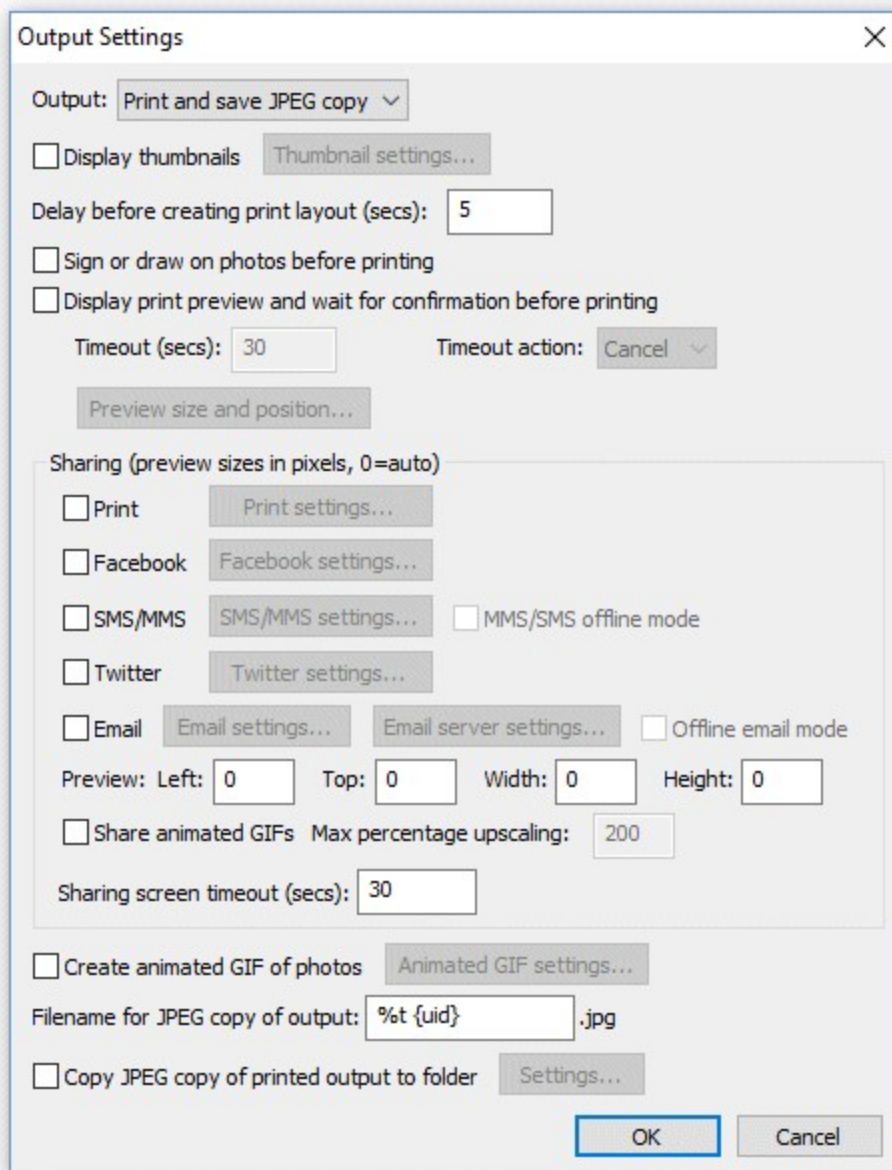 Output Settings
Output: Print and save JPEG copy
Display thumbnails Thumbnail settings...
Delay before creating print layout (secs): 5
Sign or draw on photos before printing
Display print preview and wait for confirmation before printing
Timeout (secs): 30 Timeout action: Cancel
Preview size and position...
Sharing (preview sizes in pixels, 0=auto)
Print Print settings...
Facebook Facebook settings...
SMS/MMS SMS/MMS settings... MMS/SMS offline mode
Twitter Twitter settings...
Email Email settings... Email server settings... Offline email mode
Preview: Left: 0 Top: 0 Width: 0 Height: 0
Share animated GIFs Max percentage upscaling: 200
Sharing screen timeout (secs): 30
Create animated GIF of photos Animated GIF settings...
Filename for JPEG copy of output: %t {uid} .jpg
Copy JPEG copy of printed output to folder Settings...
OK Cancel